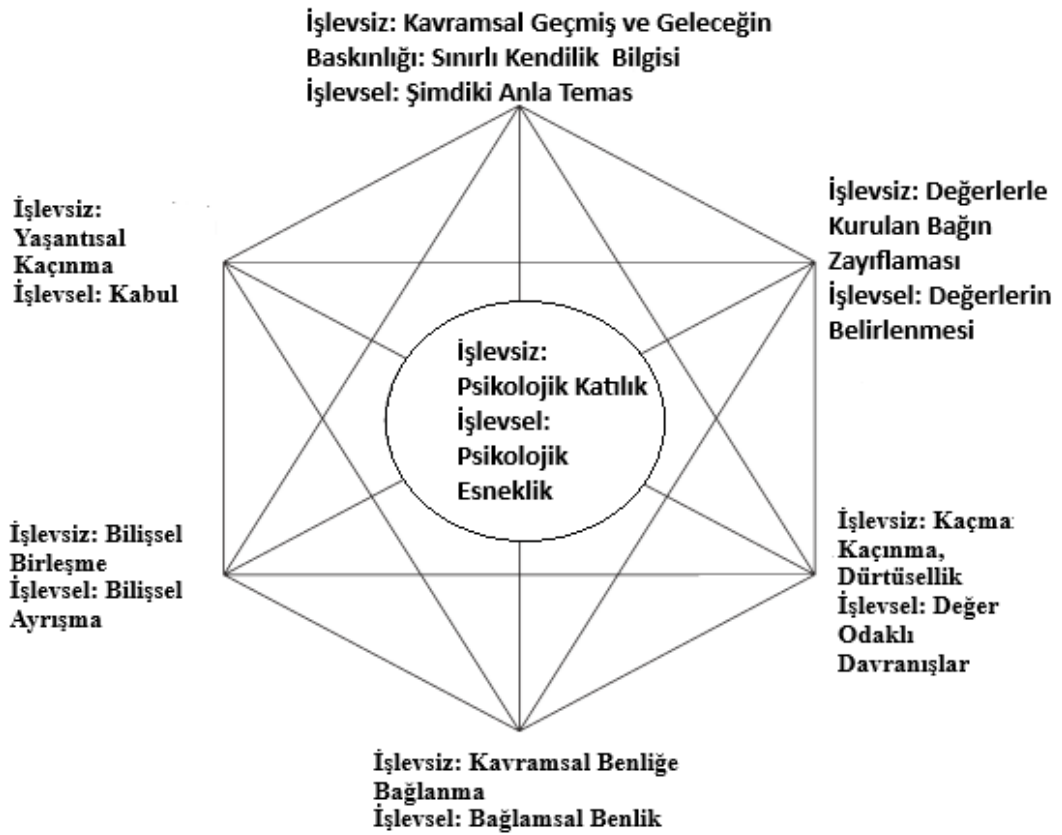 İşlevsiz: Kavramsal Geçmiş ve Geleceğin
Baskınlığı: Sınırlı Kendilik Bilgisi
İşlevsel: Şimdiki Anla Temas
İşlevsiz:
Yaşantısal
Kaçınma
İşlevsel: Kabul
İşlevsiz: Değerlerle
Kurulan Bağın
Zayıflaması
İşlevsel: Değerlerin
Belirlenmesi
İşlevsiz:
Psikolojik Katılık
İşlevsel:
Psikolojik
Esneklik
İşlevsiz: Bilişsel
Birleşme
İşlevsel: Bilişsel
Ayrışma
İşlevsiz: Kaçma
Kaçınma,
Dürtüsellik
İşlevsel: Değer
Odaklı
Davranışlar
İşlevsiz: Kavramsal Benliğe
Bağlanma
İşlevsel: Bağlamsal Benlik